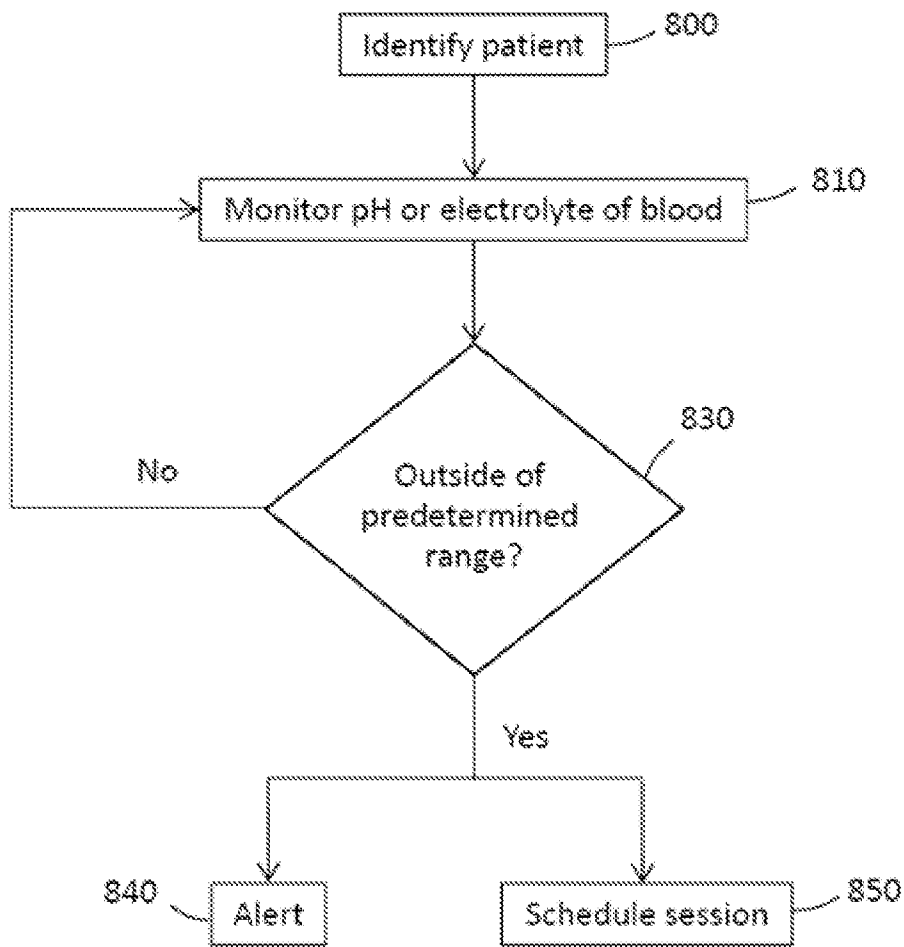 Identify patient
800
Monitor pH or electrolyte of blood
810
830
Outside of
predetermined
range?
No
Yes
840
Alert
Schedule session
850